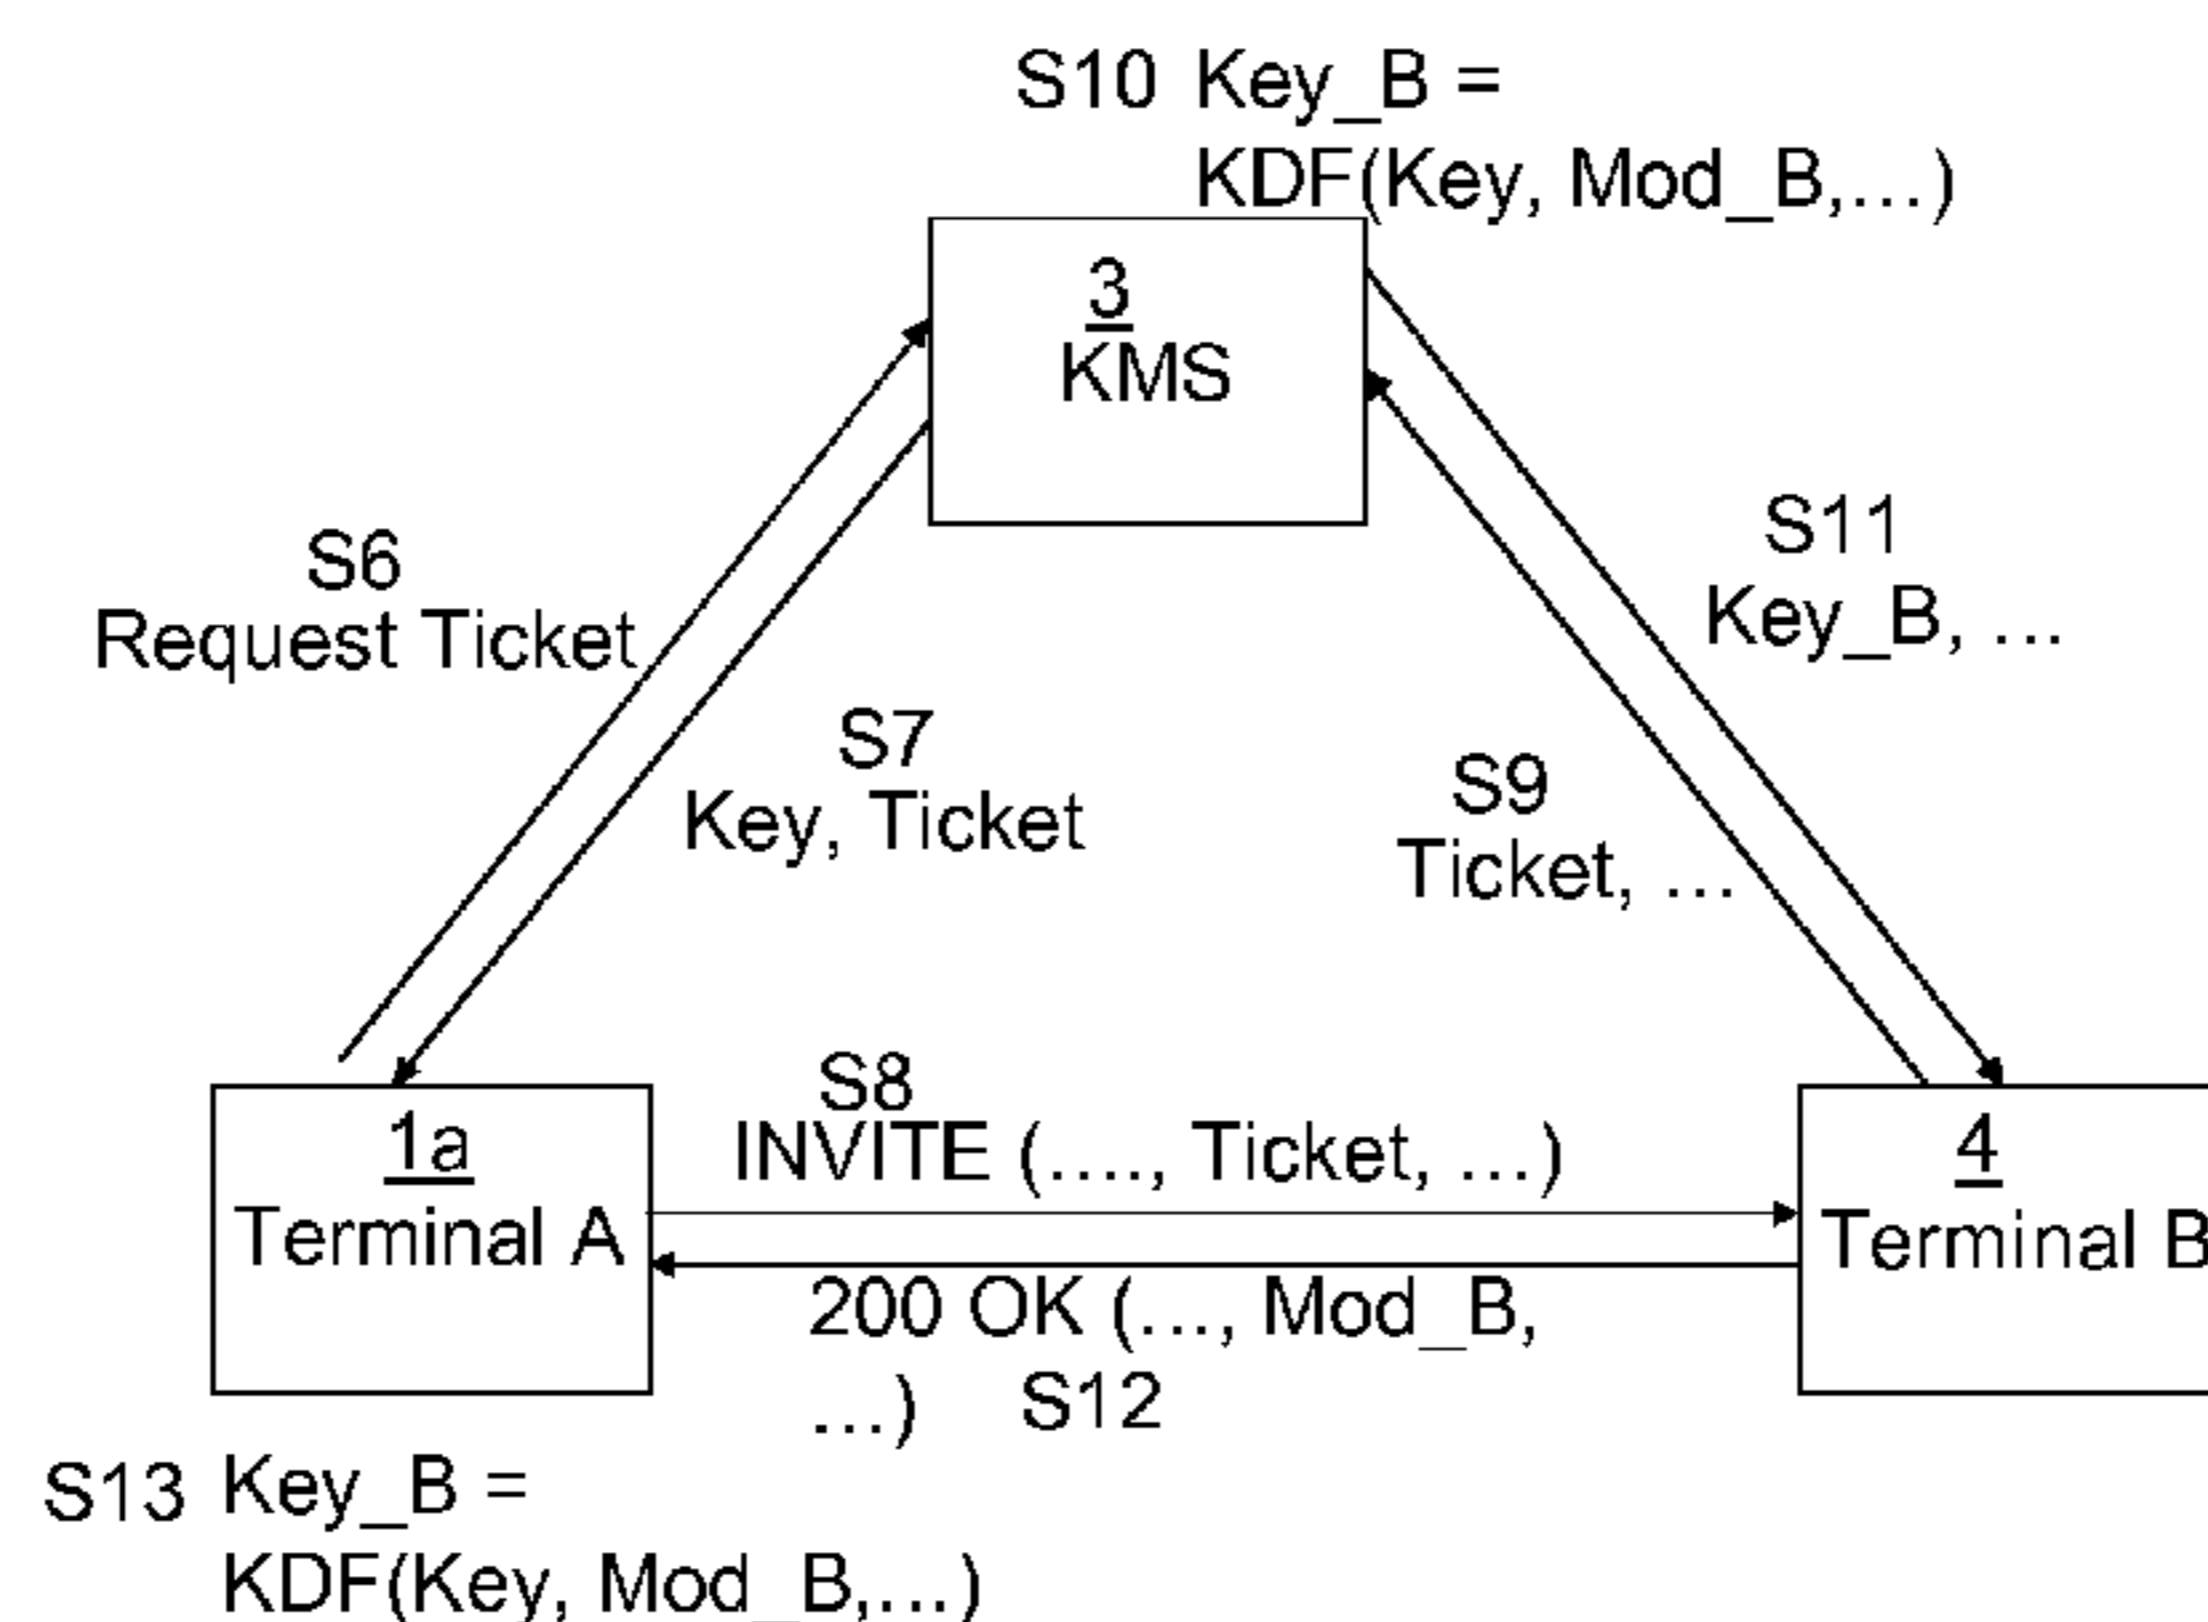 S10 Key_B =
KDF(Key, Mod_B,...)
3
KMS
S6
Request Ticket
S7
Key, Ticket
S11
Key_B, ...
S9
Ticket, ...
S8
INVITE (...., Ticket, ...)
1a
Terminal A
4
Terminal B
200 OK (..., Mod_B,
...) S12
S13 Key_B =
KDF(Key, Mod_B,...)